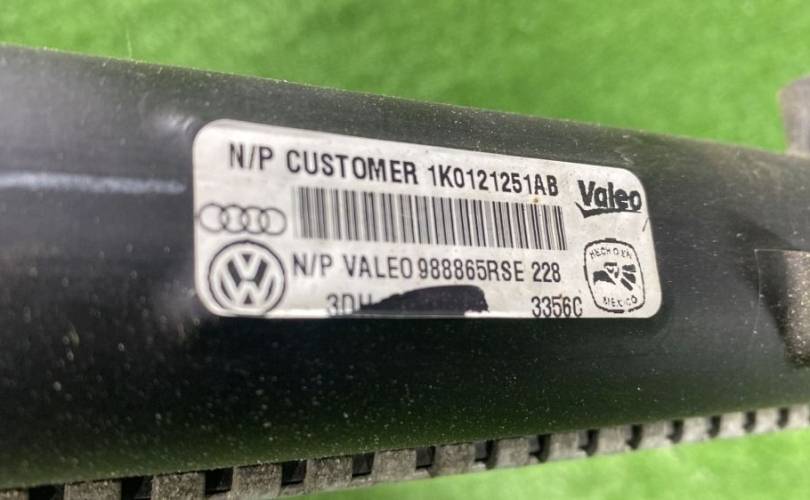 N/P CUSTOMER 1K0121251AB
Valeo
N/P VALEO 988865RSE 228
HECHO EN
MEXICO
3356C